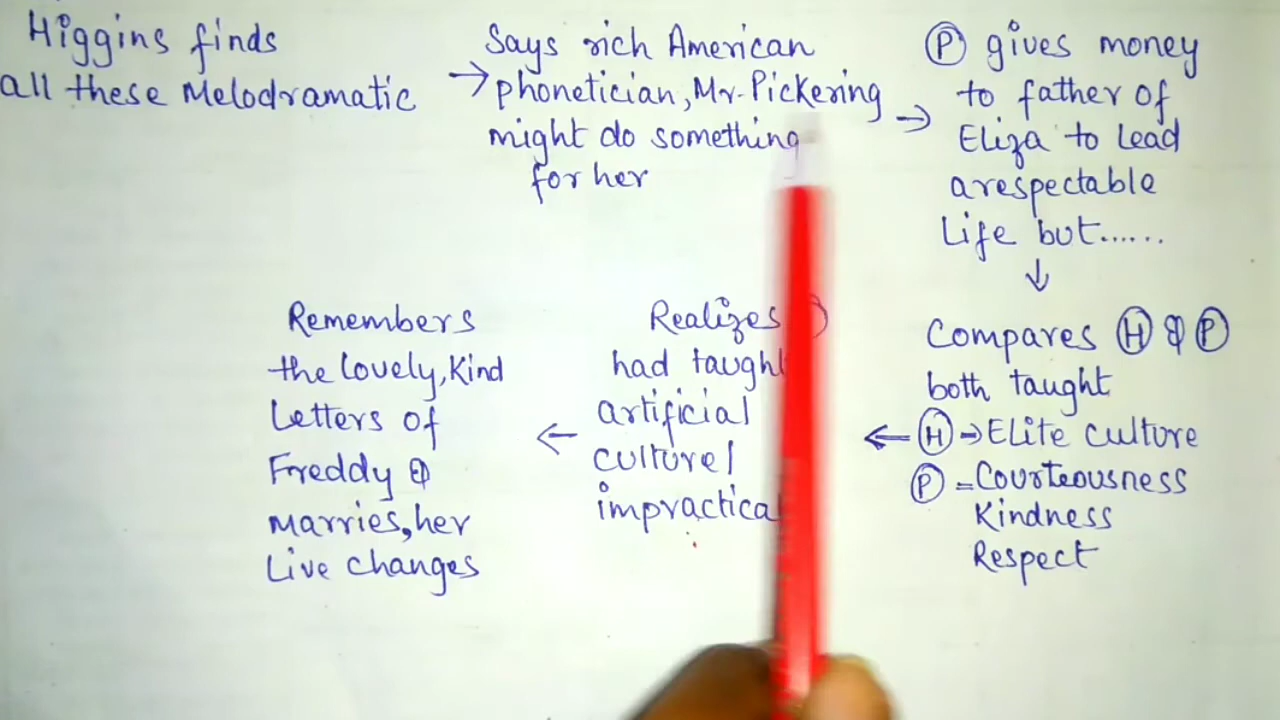 Higgins finds
all these Melodramatic
→
Says rich American
phonetician, Mr. Pickering
might do something
for her
→
Ⓟ gives money
to father of
Eliza to Lead
a respectable
Life but......
↓
Compares Ⓗ & Ⓟ
both taught
Ⓗ → Elite culture
Ⓟ = Courteousness
Kindness
Respect
←
Realizes
had taught
artificial
culture/
←
Remembers
the lovely, Kind
Letters of
Freddy &
Marries, her
Live changes